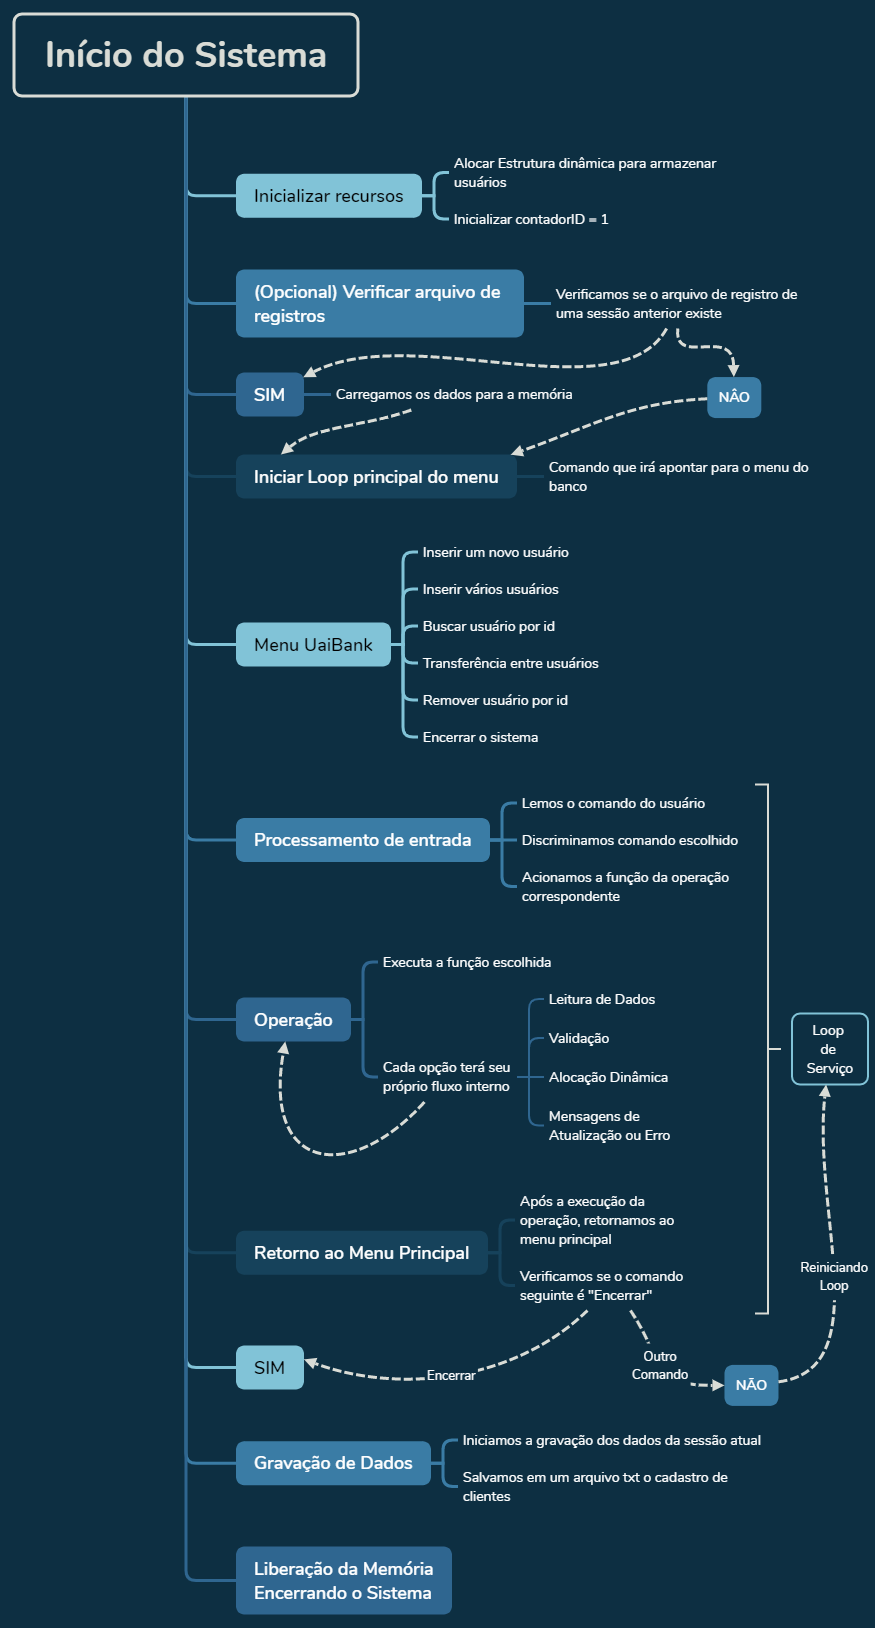 Início do Sistema
Inicializar recursos
Alocar Estrutura dinâmica para armazenar
usuários
Inicializar contadorID = 1
(Opcional) Verificar arquivo de
registros
Verificamos se o arquivo de registro de
uma sessão anterior existe
SIM
Carregamos os dados para a memória
NÂO
Iniciar Loop principal do menu
Comando que irá apontar para o menu do
banco
Menu UaiBank
Inserir um novo usuário
Inserir vários usuários
Buscar usuário por id
Transferência entre usuários
Remover usuário por id
Encerrar o sistema
Processamento de entrada
Lemos o comando do usuário
Discriminamos comando escolhido
Acionamos a função da operação
correspondente
Operação
Executa a função escolhida
Cada opção terá seu
próprio fluxo interno
Leitura de Dados
Validação
Alocação Dinâmica
Mensagens de
Atualização ou Erro
Loop
de
Serviço
Retorno ao Menu Principal
Após a execução da
operação, retornamos ao
menu principal
Verificamos se o comando
seguinte é "Encerrar"
Reiniciando
Loop
SIM
Encerrar
Outro
Comando
NÃO
Gravação de Dados
Iniciamos a gravação dos dados da sessão atual
Salvamos em um arquivo txt o cadastro de
clientes
Liberação da Memória
Encerrando o Sistema